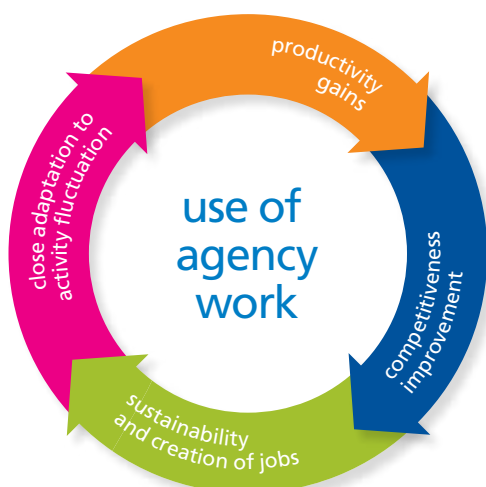 productivity
gains
competitiveness
improvement
sustainability
and creation of jobs
close adaptation to
activity fluctuation
use of
agency
work